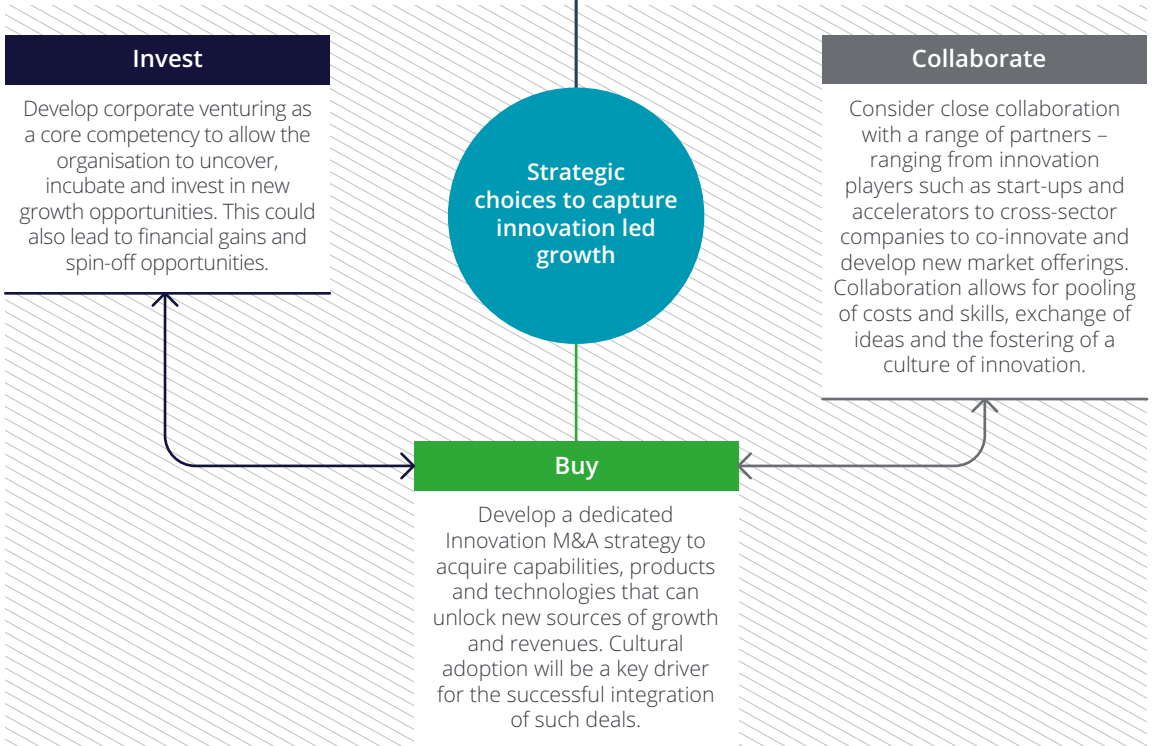 Invest
Develop corporate venturing as
a core competency to allow the
organisation to uncover,
incubate and invest in new
growth opportunities. This could
also lead to financial gains and
spin-off opportunities.
Strategic
choices to capture
innovation led
growth
Collaborate
Consider close collaboration
with a range of partners –
ranging from innovation
players such as start-ups and
accelerators to cross-sector
companies to co-innovate and
develop new market offerings.
Collaboration allows for pooling
of costs and skills, exchange of
ideas and the fostering of a
culture of innovation.
Buy
Develop a dedicated
Innovation M&A strategy to
acquire capabilities, products
and technologies that can
unlock new sources of growth
and revenues. Cultural
adoption will be a key driver
for the successful integration
of such deals.